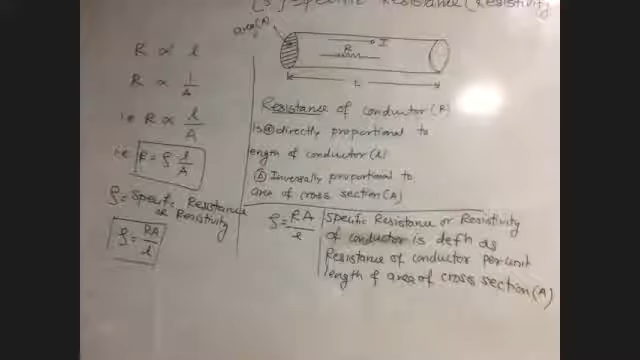 [3] Specific Resistance (Resistivity
area(A)
I
R
L
R ∝ l
R ∝ 1/A
i.e R ∝ l/A
i.e. R = ρ l/A
ρ = Specific Resistance
or Resistivity
ρ = RA/l
Resistance of conductor (R)
is ⓐ directly proportional to
length of conductor (l)
ⓑ Inversally proportional to
area of cross section (A)
ρ = RA/l
Specific Resistance or Resistivity
of conductor is defn as
Resistance of conductor per unit
length & area of cross section (A)